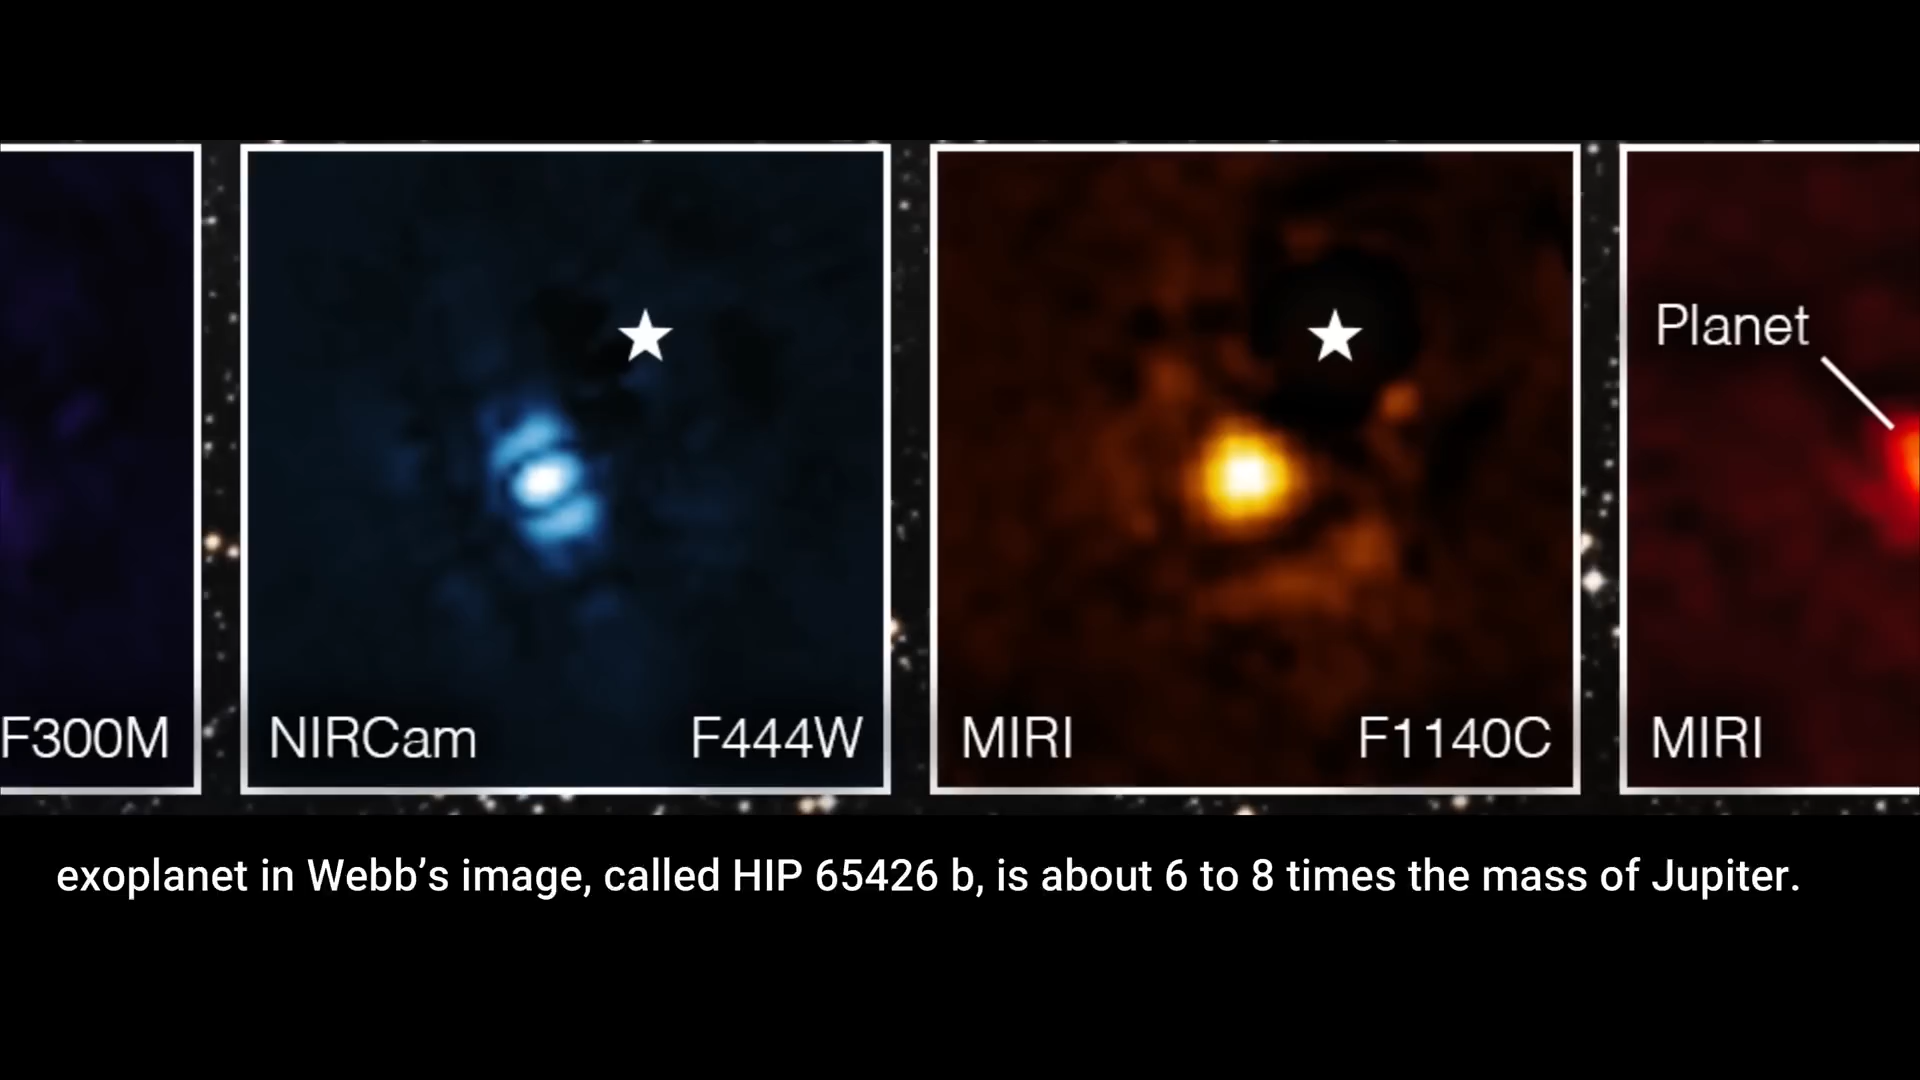 Planet
F300M
NIRCam F444W
MIRI F1140C
MIRI
exoplanet in Webb’s image, called HIP 65426 b, is about 6 to 8 times the mass of Jupiter.